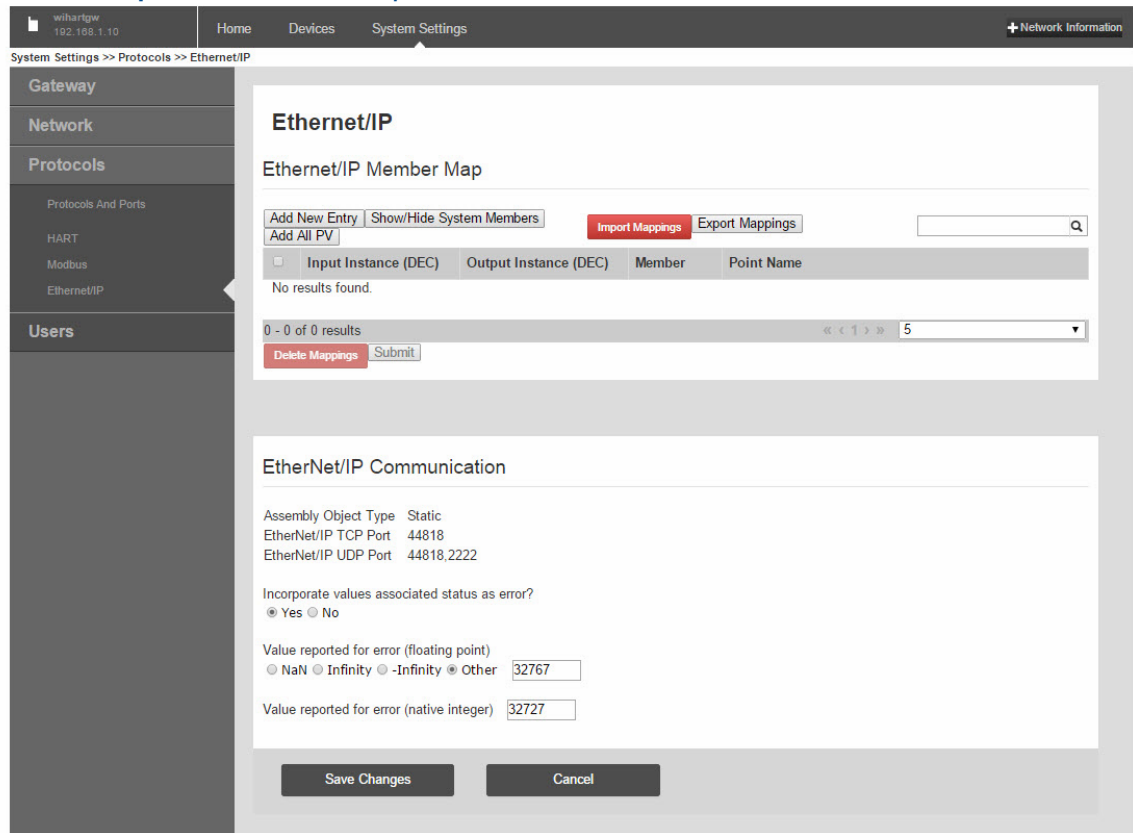 wihartgw
192.168.1.10
Home Devices System Settings
Network Information
System Settings >> Protocols >> Ethernet/IP
Gateway
Network
Protocols
Protocols And Ports
HART
Modbus
Ethernet/IP
Users
Ethernet/IP
Ethernet/IP Member Map
Add New Entry Show/Hide System Members Import Mappings Export Mappings
Add All PV
Input Instance (DEC) Output Instance (DEC) Member Point Name
No results found.
0 - 0 of 0 results « ‹ 1 › » 5
Delete Mappings Submit
EtherNet/IP Communication
Assembly Object Type Static
EtherNet/IP TCP Port 44818
EtherNet/IP UDP Port 44818,2222
Incorporate values associated status as error?
Yes No
Value reported for error (floating point)
NaN Infinity -Infinity Other 32767
Value reported for error (native integer) 32727
Save Changes Cancel